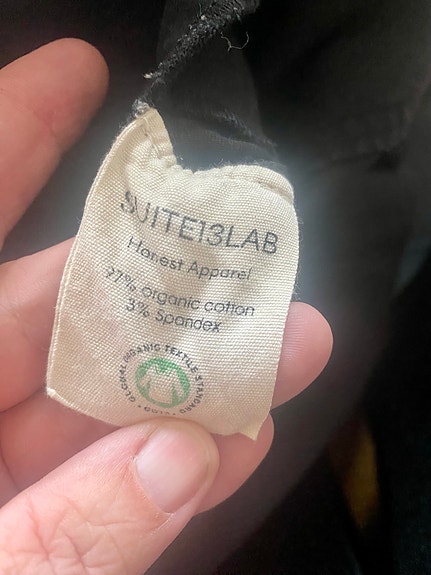 SUITE13LAB
Honest Apparel
97% organic cotton
3% Spandex
GLOBAL ORGANIC TEXTILE STANDARD · GOTS ·